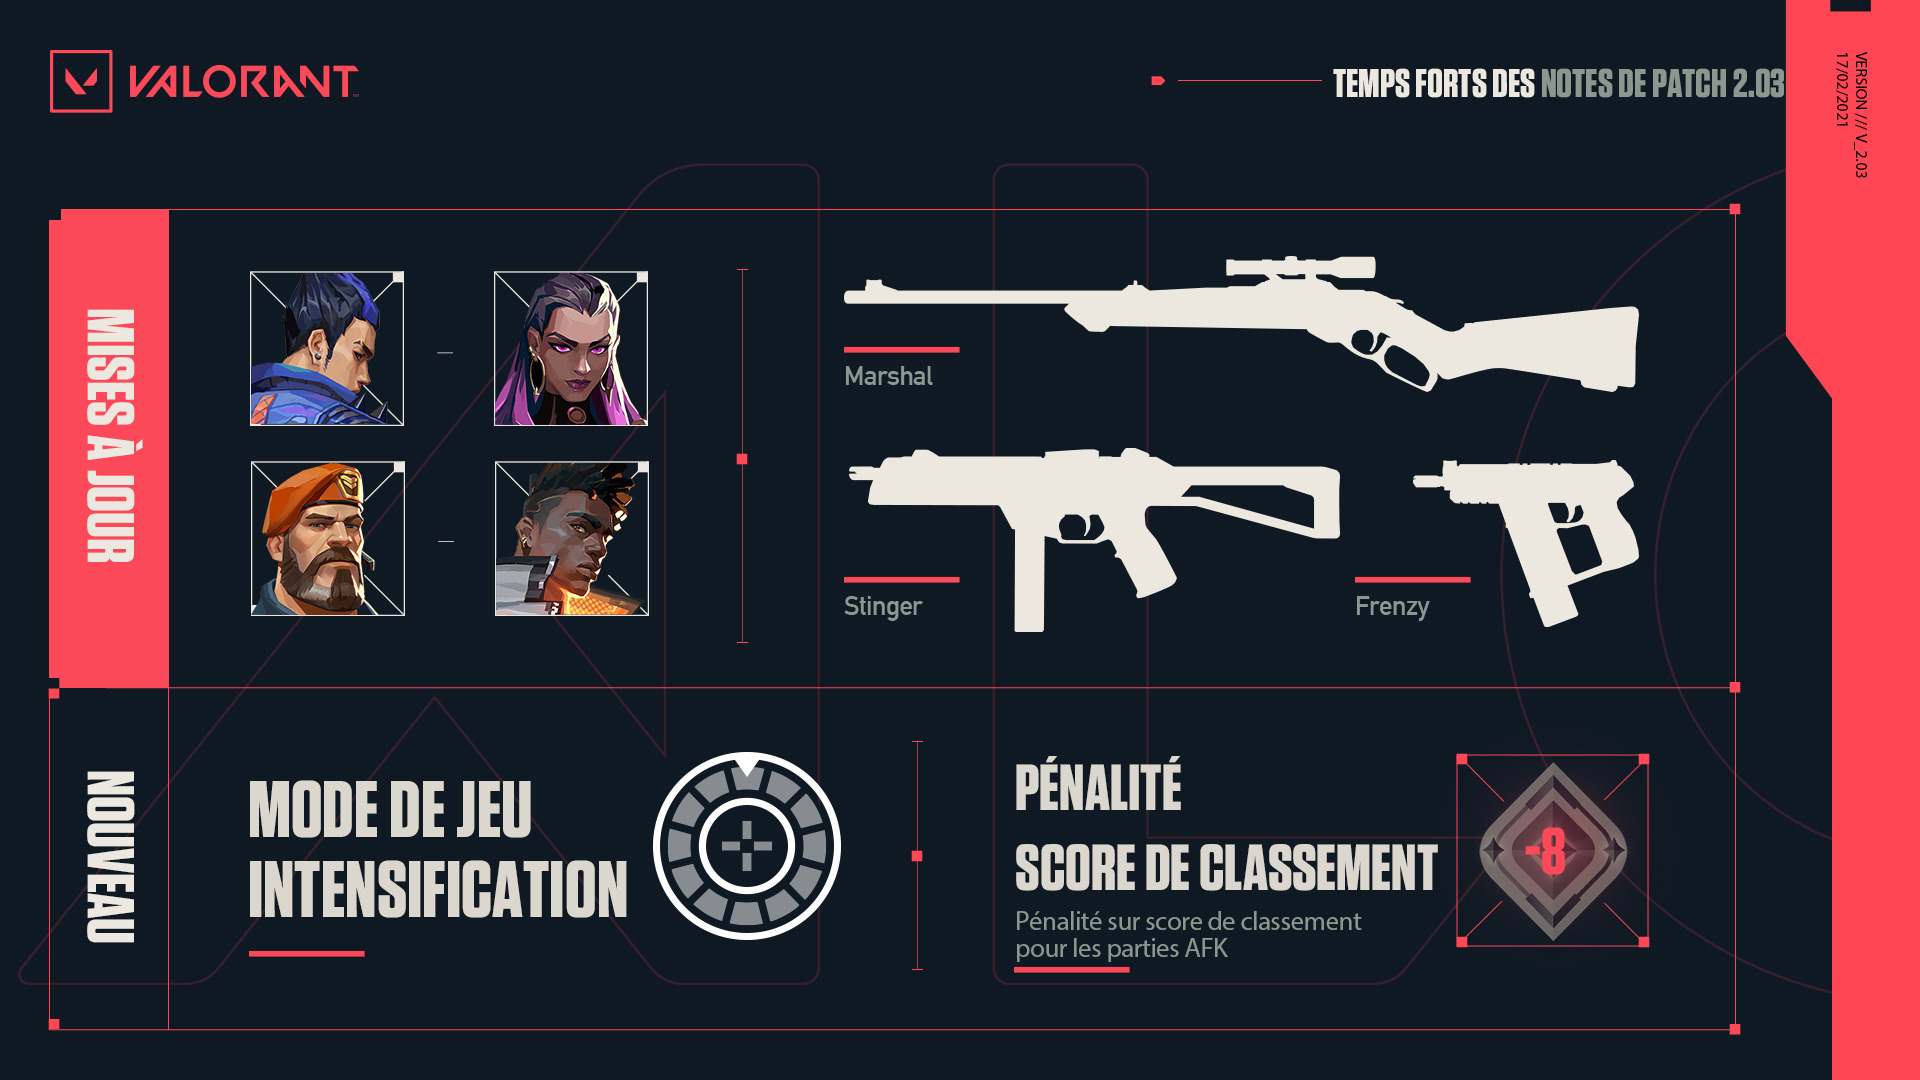 VALORANT™
TEMPS FORTS DES NOTES DE PATCH 2.03
VERSION /// V_2.03
17/02/2021
MISES À JOUR
Marshal
Stinger
Frenzy
NOUVEAU
MODE DE JEU
INTENSIFICATION
PÉNALITÉ
SCORE DE CLASSEMENT
Pénalité sur score de classement
pour les parties AFK
-8